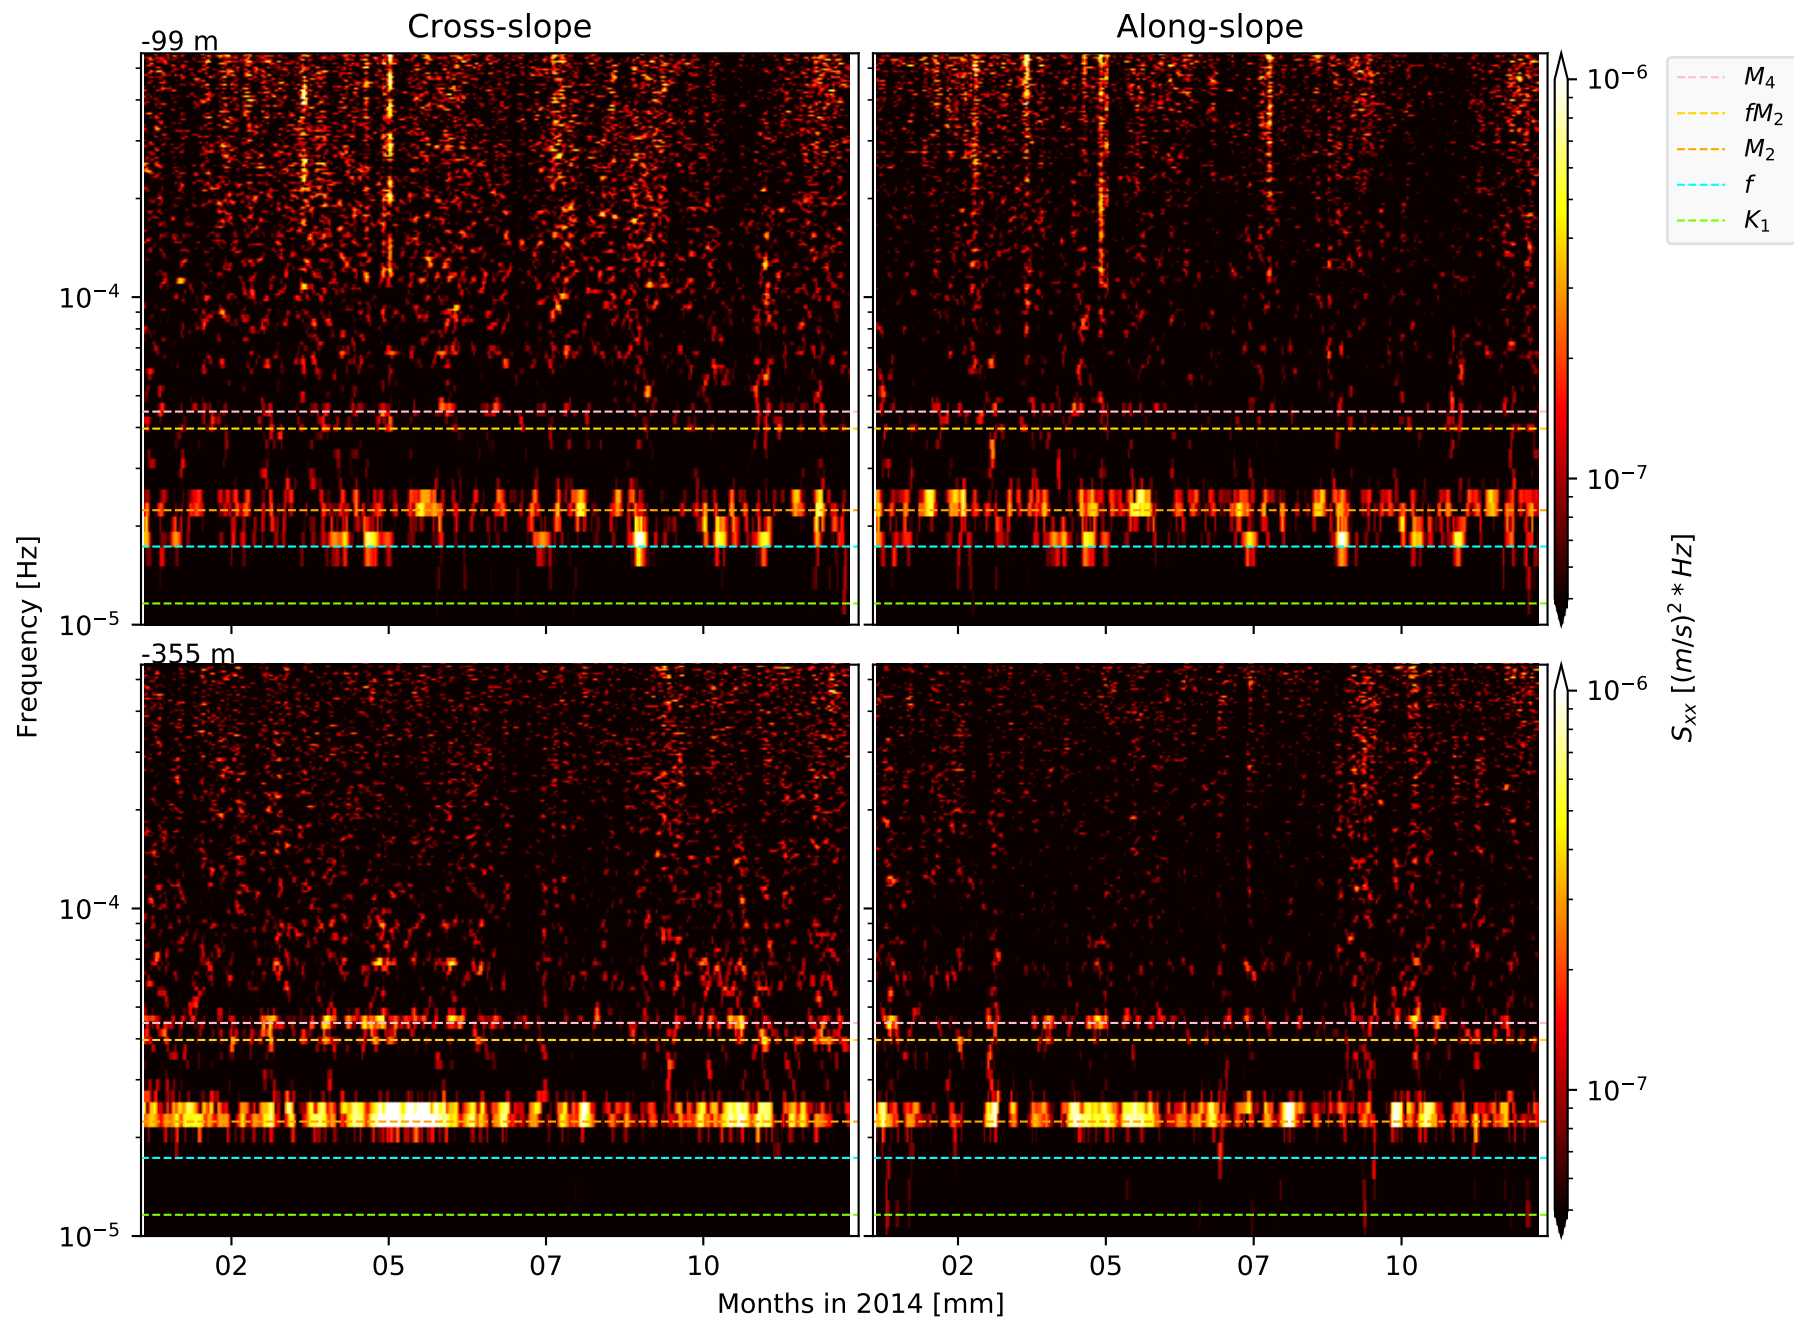 Cross-slope
Along-slope
-99 m
10⁻⁴
10⁻⁵
10⁻⁶
10⁻⁷
M₄
fM₂
M₂
f
K₁
Frequency [Hz]
Sₓₓ [(m/s)² * Hz]
-355 m
10⁻⁴
10⁻⁵
10⁻⁶
10⁻⁷
02 05 07 10
02 05 07 10
Months in 2014 [mm]